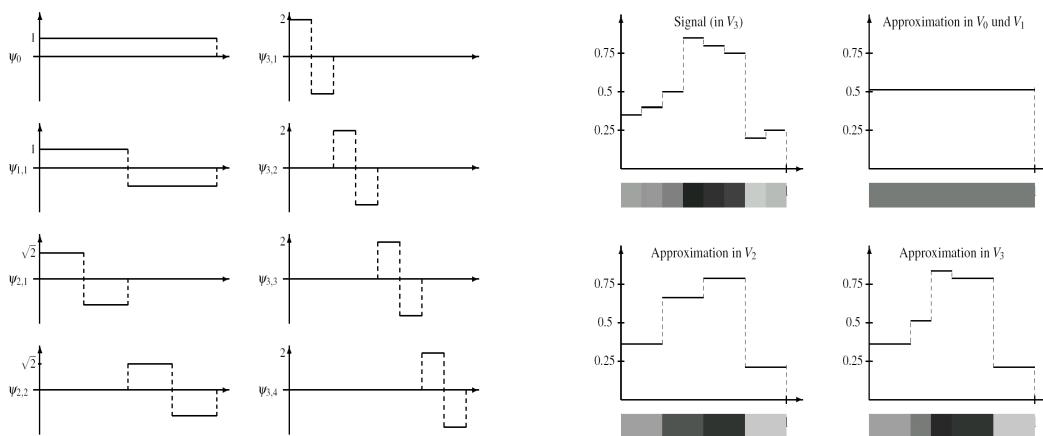 1
ψ0
2
ψ3,1
1
ψ1,1
2
ψ3,2
√2
ψ2,1
2
ψ3,3
√2
ψ2,2
2
ψ3,4
Signal (in V3)
0.75
0.5
0.25
Approximation in V0 und V1
0.75
0.5
0.25
Approximation in V2
0.75
0.5
0.25
Approximation in V3
0.75
0.5
0.25